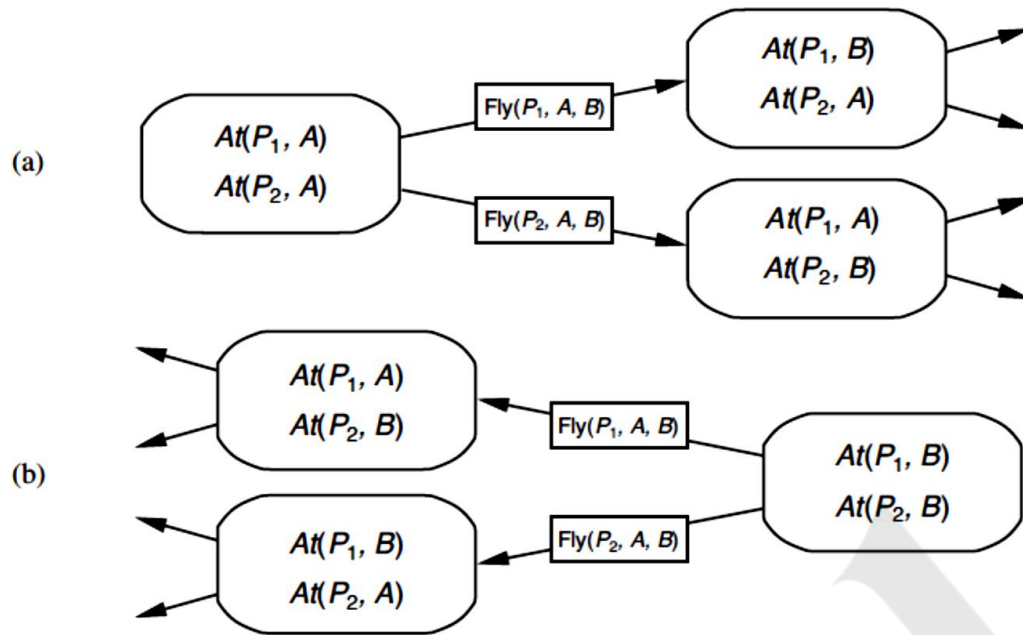 (a)
At(P₁, A)
At(P₂, A)
Fly(P₁, A, B)
Fly(P₂, A, B)
At(P₁, B)
At(P₂, A)
At(P₁, A)
At(P₂, B)
(b)
At(P₁, A)
At(P₂, B)
At(P₁, B)
At(P₂, A)
Fly(P₁, A, B)
Fly(P₂, A, B)
At(P₁, B)
At(P₂, B)